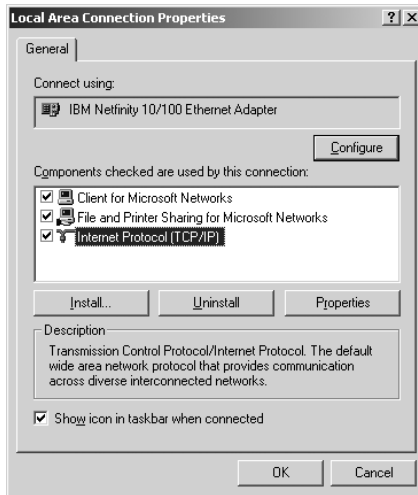 Local Area Connection Properties
General
Connect using:
IBM Netfinity 10/100 Ethernet Adapter
Configure
Components checked are used by this connection:
Client for Microsoft Networks
File and Printer Sharing for Microsoft Networks
Internet Protocol (TCP/IP)
Install... Uninstall Properties
Description
Transmission Control Protocol/Internet Protocol. The default
wide area network protocol that provides communication
across diverse interconnected networks.
Show icon in taskbar when connected
OK Cancel